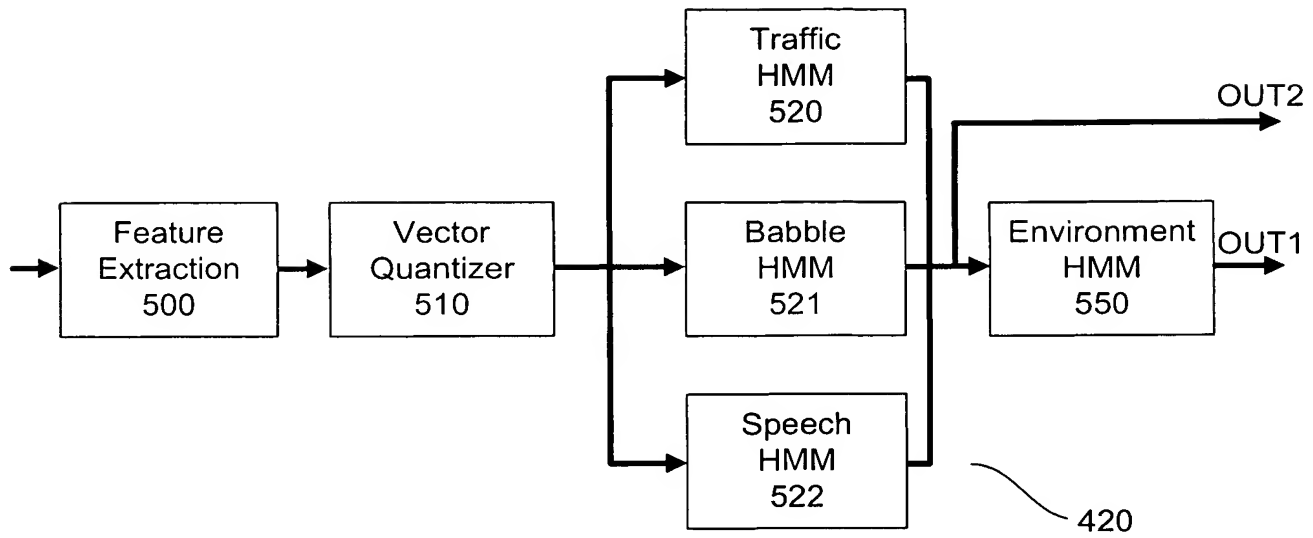 Traffic
HMM
520
OUT2
Feature
Extraction
500
Vector
Quantizer
510
Babble
HMM
521
Environment
HMM
550
OUT1
Speech
HMM
522
420